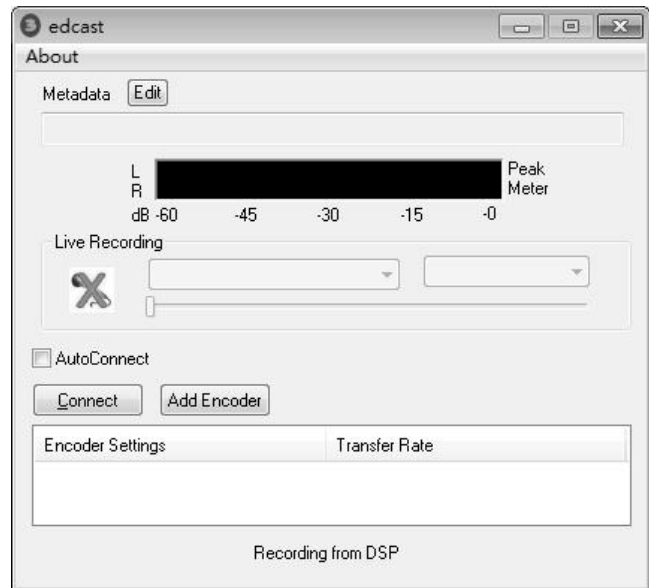 edcast
About
Metadata Edit
L
R
Peak
Meter
dB -60 -45 -30 -15 -0
Live Recording
AutoConnect
Connect Add Encoder
Encoder Settings Transfer Rate
Recording from DSP